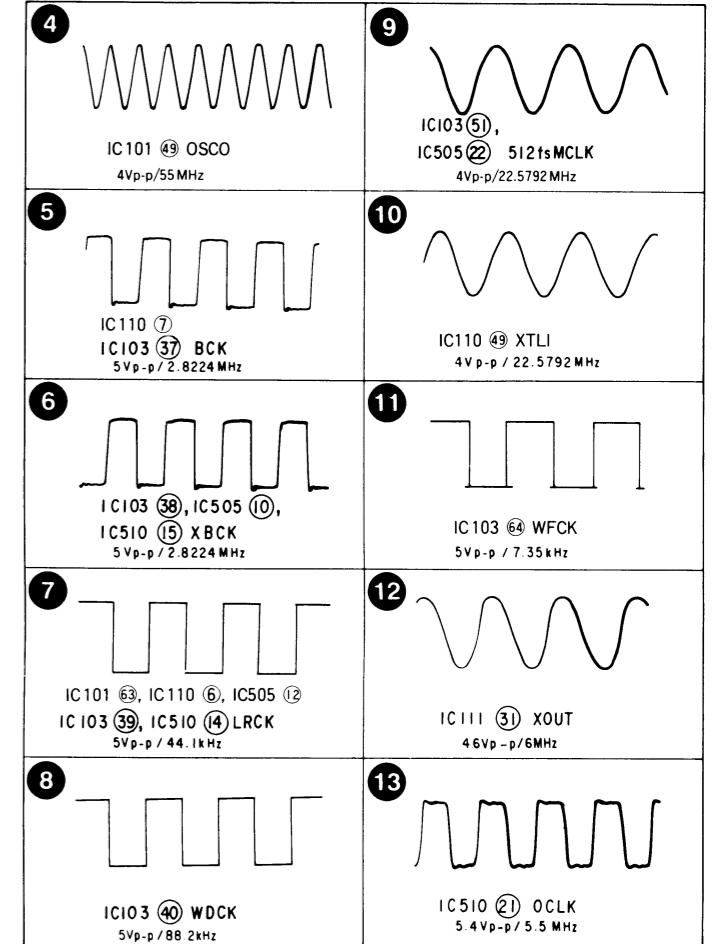 4
IC101 ㊾ OSCO
4Vp-p/55MHz
5
IC110 ⑦
IC103 ㊲ BCK
5Vp-p/2.8224MHz
6
IC103 ㊳, IC505 ⑩,
IC510 ⑮ XBCK
5Vp-p/2.8224MHz
7
IC101 63, IC110 ⑥, IC505 ⑫
IC103 ㊴, IC510 ⑭ LRCK
5Vp-p/44.1kHz
8
IC103 ㊵ WDCK
5Vp-p/88.2kHz
9
IC103 51,
IC505 ㉒ 512fsMCLK
4Vp-p/22.5792MHz
10
IC110 ㊾ XTLI
4Vp-p/22.5792MHz
11
IC103 64 WFCK
5Vp-p/7.35kHz
12
IC111 ㉛ XOUT
4.6Vp-p/6MHz
13
IC510 ㉑ OCLK
5.4Vp-p/5.5MHz